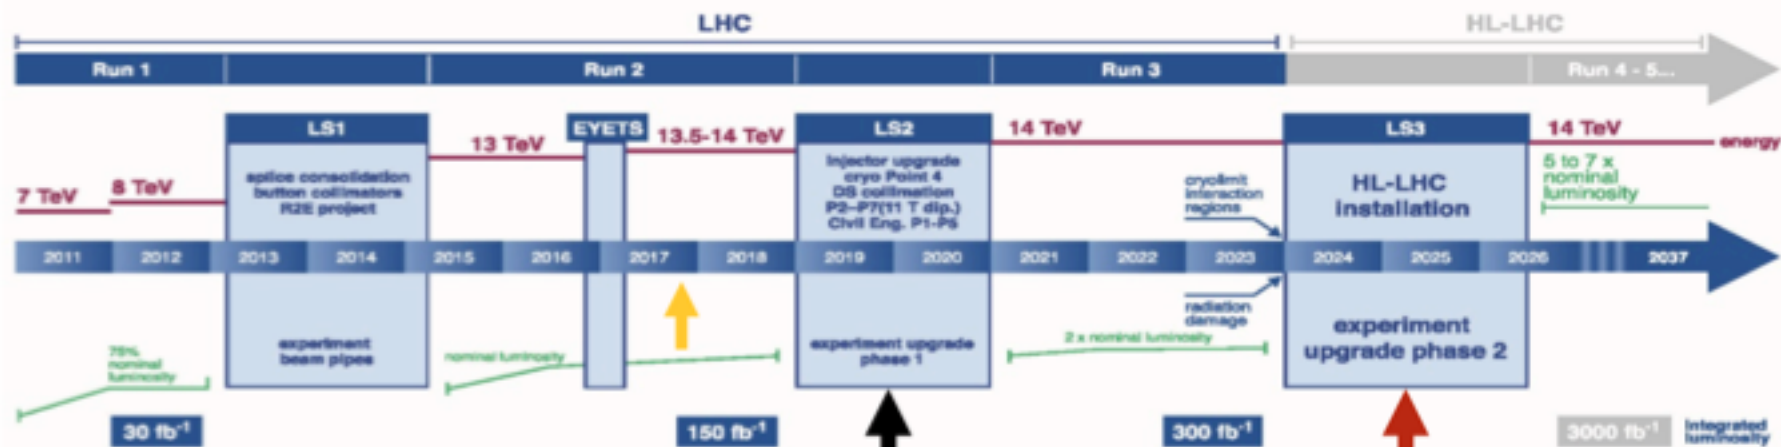 LHC
HL-LHC
Run 1
Run 2
Run 3
Run 4 - 5...
LS1
EYETS
LS2
LS3
7 TeV
8 TeV
13 TeV
13.5-14 TeV
14 TeV
14 TeV
energy
splice consolidation
button collimators
R2E project
Injector upgrade
cryo Point 4
DS collimation
P2-P7(11 T dip.)
Civil Eng. P1-P5
cryolimit
interaction
regions
HL-LHC
installation
5 to 7 x
nominal
luminosity
2011
2012
2013
2014
2015
2016
2017
2018
2019
2020
2021
2022
2023
2024
2025
2026
2037
75%
nominal
luminosity
experiment
beam pipes
nominal luminosity
experiment upgrade
phase 1
2 x nominal luminosity
radiation
damage
experiment
upgrade phase 2
30 fb⁻¹
150 fb⁻¹
300 fb⁻¹
3000 fb⁻¹
integrated
luminosity